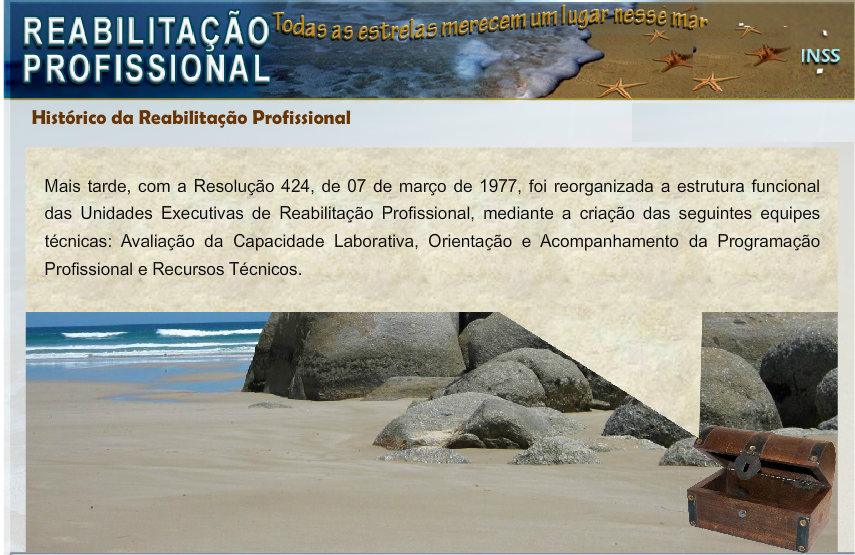 REABILITAÇÃO
PROFISSIONAL
Todas as estrelas merecem um lugar nesse mar
INSS
Histórico da Reabilitação Profissional
Mais tarde, com a Resolução 424, de 07 de março de 1977, foi reorganizada a estrutura funcional
das Unidades Executivas de Reabilitação Profissional, mediante a criação das seguintes equipes
técnicas: Avaliação da Capacidade Laborativa, Orientação e Acompanhamento da Programação
Profissional e Recursos Técnicos.